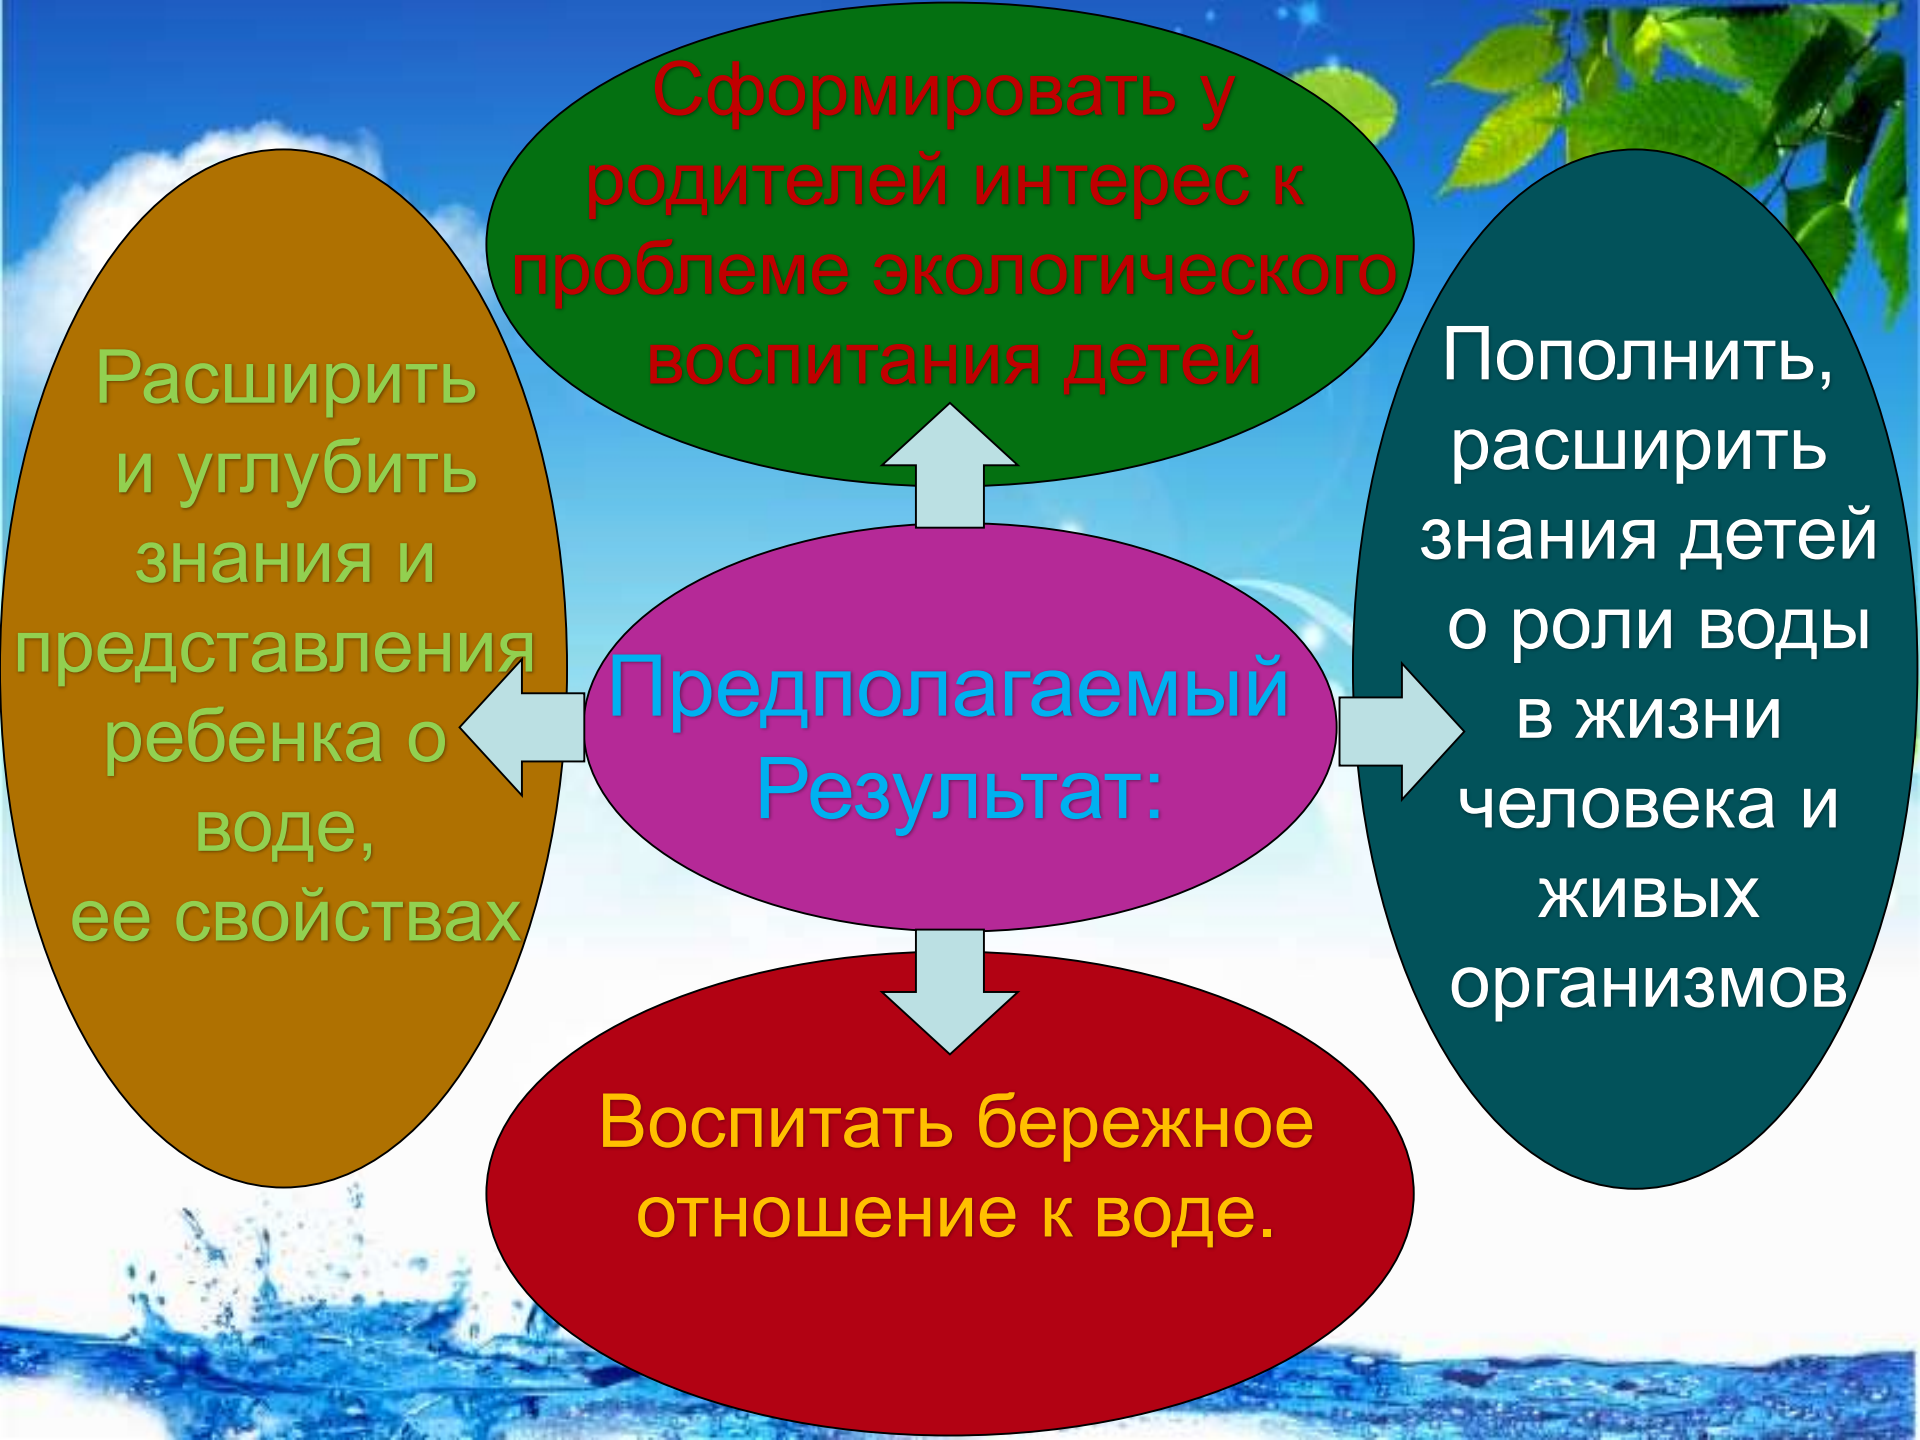 Сформировать у
родителей интерес к
проблеме экологического
воспитания детей
Расширить
и углубить
знания и
представления
ребенка о
воде,
ее свойствах
Предполагаемый
Результат:
Пополнить,
расширить
знания детей
о роли воды
в жизни
человека и
живых
организмов
Воспитать бережное
отношение к воде.